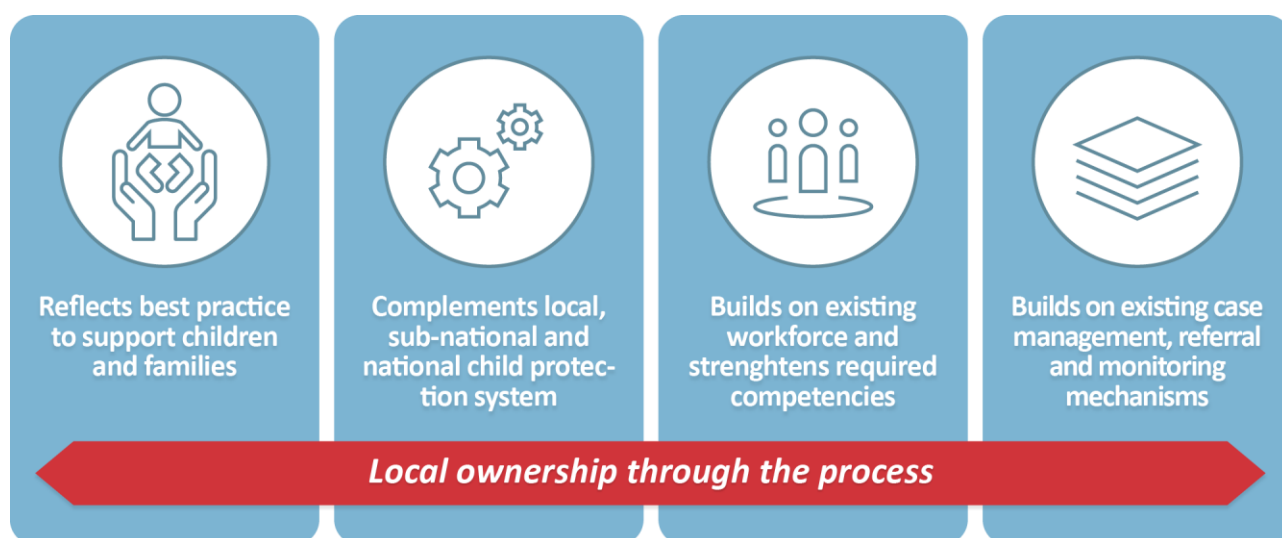 Reflects best practice
to support children
and families
Complements local,
sub-national and
national child protec-
tion system
Builds on existing
workforce and
strenghtens required
competencies
Builds on existing case
management, referral
and monitoring
mechanisms
Local ownership through the process